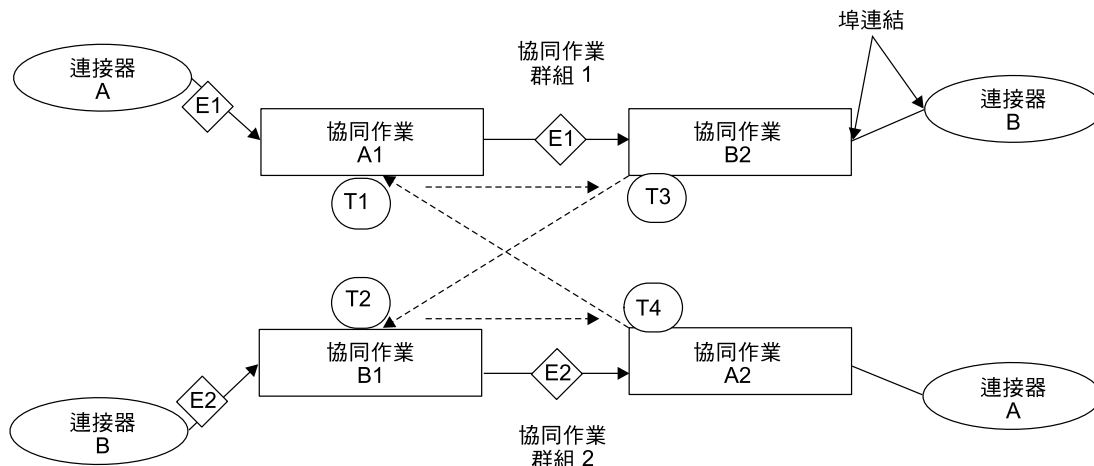 埠連結
協同作業
群組 1
連接器
A
E1
協同作業
A1
E1
協同作業
B2
連接器
B
T1
T3
T2
T4
協同作業
B1
E2
協同作業
A2
E2
連接器
B
連接器
A
協同作業
群組 2